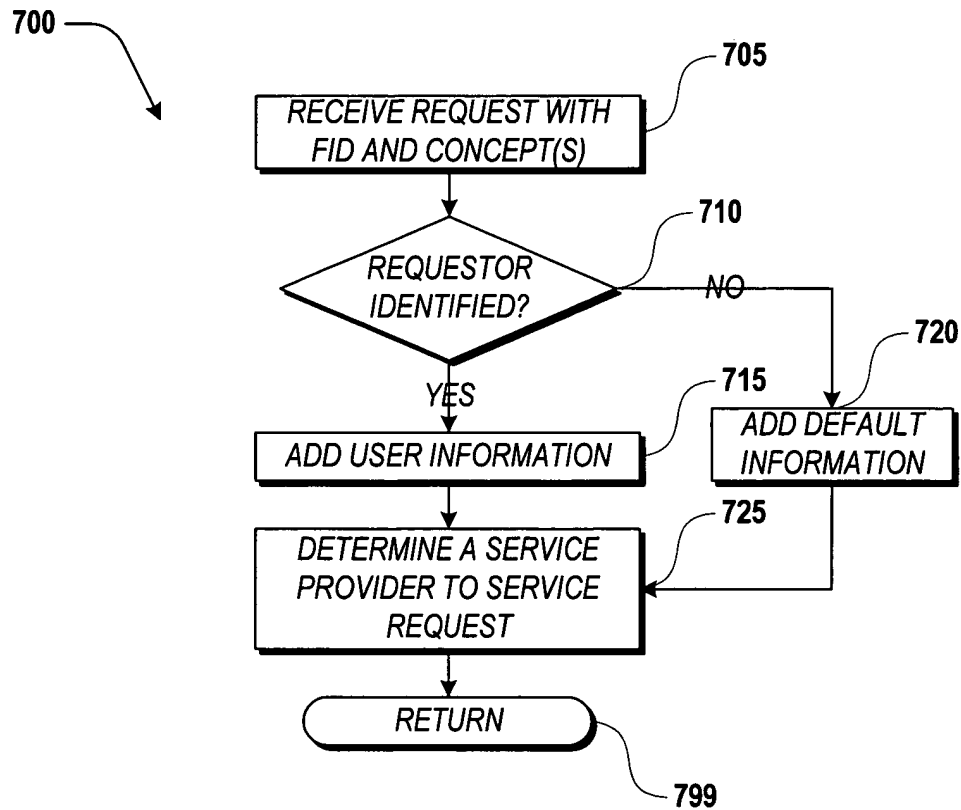 700
705
RECEIVE REQUEST WITH
FID AND CONCEPT(S)
710
REQUESTOR
IDENTIFIED?
NO
720
YES
715
ADD USER INFORMATION
ADD DEFAULT
INFORMATION
725
DETERMINE A SERVICE
PROVIDER TO SERVICE
REQUEST
RETURN
799